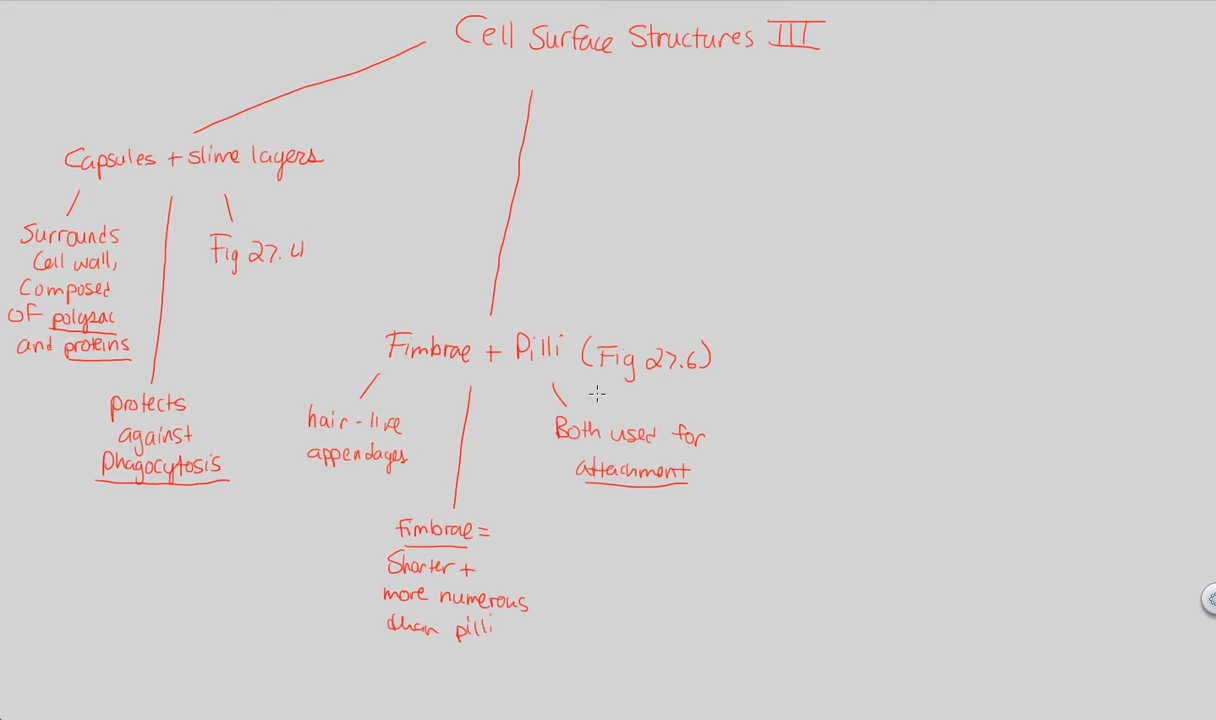 Cell Surface Structures III
Capsules + slime layers
Surrounds
Cell wall,
Composed
OF polysac
and proteins
Fig 27.4
protects
against
Phagocytosis
Fimbrae + Pilli (Fig 27.6)
hair-like
appendages
Both used for
attachment
Fimbrae =
Shorter +
more numerous
than pilli